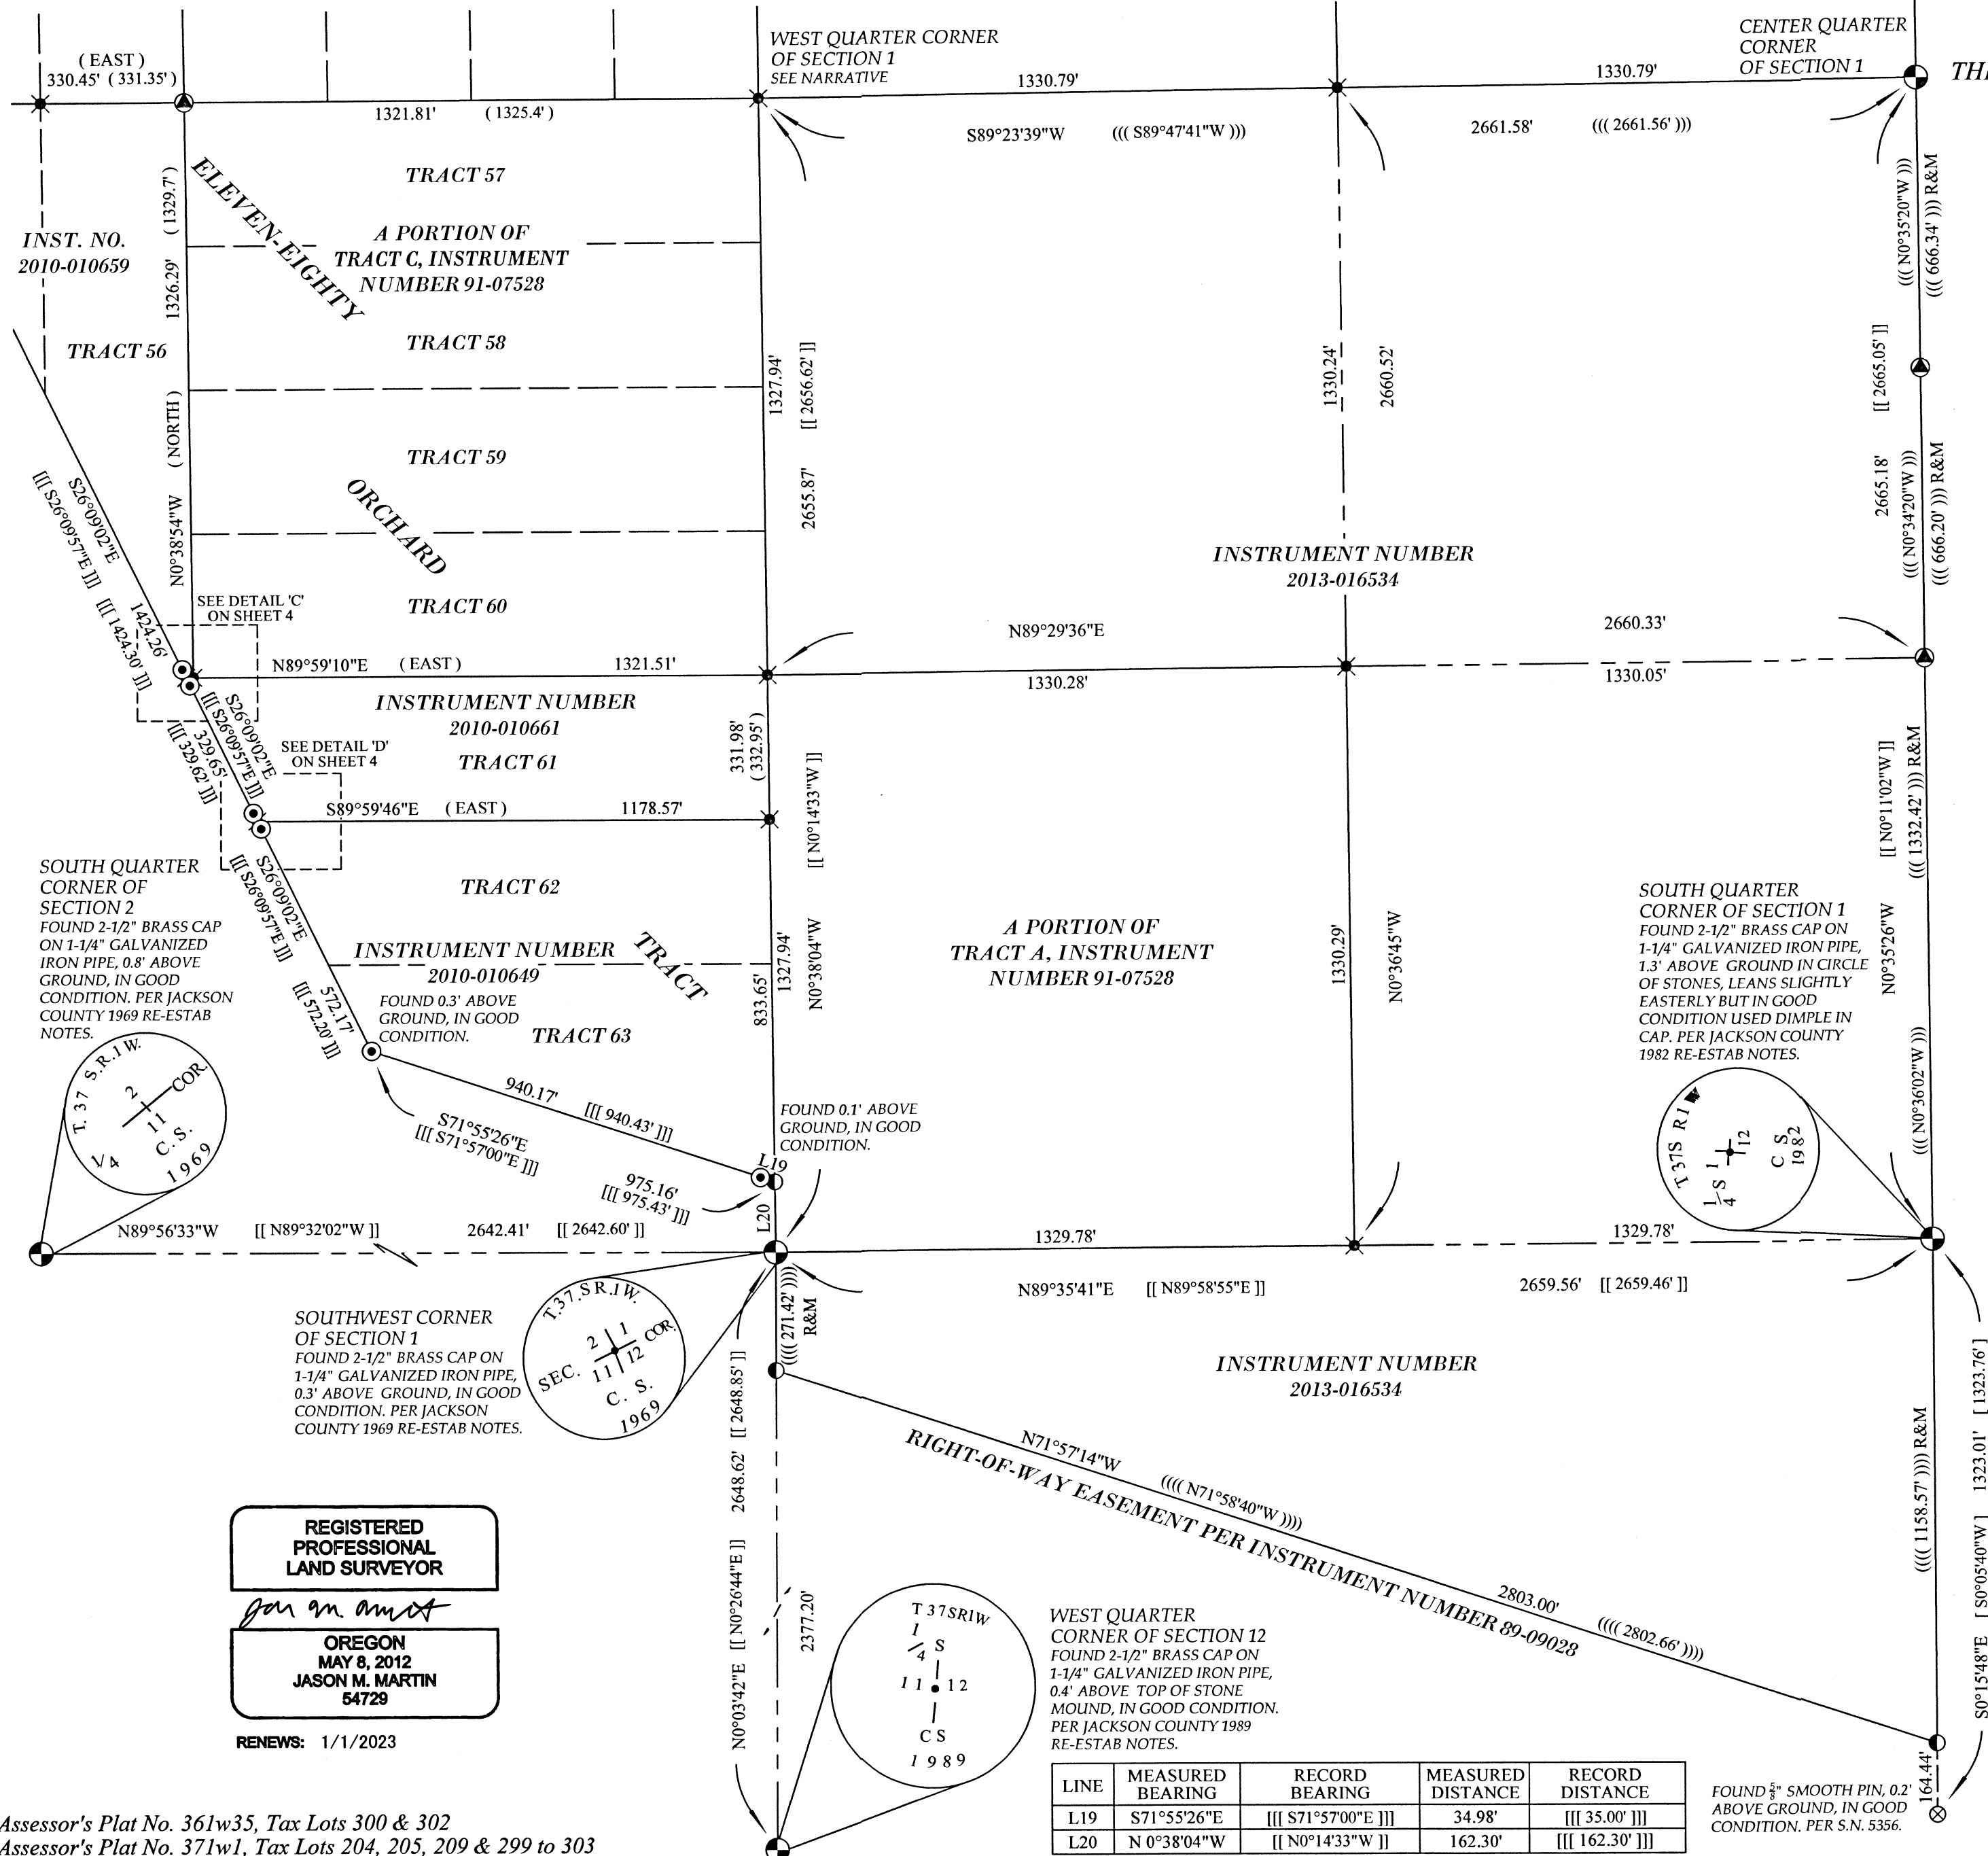 ( EAST )
330.45' ( 331.35' )
WEST QUARTER CORNER
OF SECTION 1
SEE NARRATIVE
1330.79'
1330.79'
CENTER QUARTER
CORNER
OF SECTION 1
1321.81' ( 1325.4' )
S89°23'39"W ((( S89°47'41"W )))
2661.58' ((( 2661.56' )))
TRACT 57
A PORTION OF
TRACT C, INSTRUMENT
NUMBER 91-07528
TRACT 58
TRACT 59
TRACT 60
ELEVEN-EIGHTY
ORCHARD
TRACT
INST. NO.
2010-010659
TRACT 56
1326.29' ( 1329.7' )
N0°38'54"W ( NORTH )
S26°09'02"E
[[[ S26°09'57"E ]]]
1424.26'
[[[ 1424.30' ]]]
1327.94'
[[ 2656.62' ]]
2655.87'
1330.24'
2660.52'
((( N0°35'20"W )))
((( 666.34' ))) R&M
[[ 2665.05' ]]
2665.18'
((( N0°34'20"W )))
((( 666.20' ))) R&M
INSTRUMENT NUMBER
2013-016534
SEE DETAIL 'C'
ON SHEET 4
N89°59'10"E ( EAST ) 1321.51'
N89°29'36"E
2660.33'
1330.28'
1330.05'
INSTRUMENT NUMBER
2010-010661
TRACT 61
S26°09'02"E
[[[ S26°09'57"E ]]]
329.65'
[[[ 329.62' ]]]
SEE DETAIL 'D'
ON SHEET 4
331.98'
( 332.95' )
S89°59'46"E ( EAST ) 1178.57'
TRACT 62
INSTRUMENT NUMBER
2010-010649
TRACT 63
S26°09'02"E
[[[ S26°09'57"E ]]]
572.17'
[[[ 572.20' ]]]
[[ N0°14'33"W ]]
N0°38'04"W
1327.94'
833.65'
A PORTION OF
TRACT A, INSTRUMENT
NUMBER 91-07528
1330.29'
N0°36'45"W
[[ N0°11'02"W ]]
((( 1332.42' ))) R&M
N0°35'26"W
((( N0°36'02"W )))
SOUTH QUARTER
CORNER OF
SECTION 2
FOUND 2-1/2" BRASS CAP
ON 1-1/4" GALVANIZED
IRON PIPE, 0.8' ABOVE
GROUND, IN GOOD
CONDITION. PER JACKSON
COUNTY 1969 RE-ESTAB
NOTES.
T. 37 S.R.1W.
2
11
COR.
1/4
C. S.
1969
FOUND 0.3' ABOVE
GROUND, IN GOOD
CONDITION.
940.17' [[[ 940.43' ]]]
S71°55'26"E
[[[ S71°57'00"E ]]]
975.16'
[[[ 975.43' ]]]
L19
L20
FOUND 0.1' ABOVE
GROUND, IN GOOD
CONDITION.
SOUTH QUARTER
CORNER OF SECTION 1
FOUND 2-1/2" BRASS CAP ON
1-1/4" GALVANIZED IRON PIPE,
1.3' ABOVE GROUND IN CIRCLE
OF STONES, LEANS SLIGHTLY
EASTERLY BUT IN GOOD
CONDITION USED DIMPLE IN
CAP. PER JACKSON COUNTY
1982 RE-ESTAB NOTES.
T37S R1W
1/4 S 1
12
C S
1982
N89°56'33"W [[ N89°32'02"W ]] 2642.41' [[ 2642.60' ]]
1329.78'
1329.78'
N89°35'41"E [[ N89°58'55"E ]]
2659.56' [[ 2659.46' ]]
SOUTHWEST CORNER
OF SECTION 1
FOUND 2-1/2" BRASS CAP ON
1-1/4" GALVANIZED IRON PIPE,
0.3' ABOVE GROUND, IN GOOD
CONDITION. PER JACKSON
COUNTY 1969 RE-ESTAB NOTES.
T.37.S R.1W.
2 1
SEC. COR.
11 12
C. S.
1969
((((( 271.42' )))))
R&M
N0°03'42"E [[ N0°26'44"E ]] 2648.62' [[ 2648.85' ]]
2377.20'
INSTRUMENT NUMBER
2013-016534
N71°57'14"W (((( N71°58'40"W ))))
RIGHT-OF-WAY EASEMENT PER INSTRUMENT NUMBER 89-09028
2803.00' (((( 2802.66' ))))
(((( 1158.57' )))) R&M
S0°15'48"E [ S0°05'40"W ] 1323.01' [ 1323.76' ]
164.44'
REGISTERED
PROFESSIONAL
LAND SURVEYOR
OREGON
MAY 8, 2012
JASON M. MARTIN
54729
RENEWS: 1/1/2023
T 37SR1W
1/4 S
11 12
C S
1989
WEST QUARTER
CORNER OF SECTION 12
FOUND 2-1/2" BRASS CAP ON
1-1/4" GALVANIZED IRON PIPE,
0.4' ABOVE TOP OF STONE
MOUND, IN GOOD CONDITION.
PER JACKSON COUNTY 1989
RE-ESTAB NOTES.
LINE MEASURED BEARING RECORD BEARING MEASURED DISTANCE RECORD DISTANCE
L19 S71°55'26"E [[[ S71°57'00"E ]]] 34.98' [[[ 35.00' ]]]
L20 N 0°38'04"W [[ N0°14'33"W ]] 162.30' [[[ 162.30' ]]]
FOUND 5/8" SMOOTH PIN, 0.2'
ABOVE GROUND, IN GOOD
CONDITION. PER S.N. 5356.
Assessor's Plat No. 361w35, Tax Lots 300 & 302
Assessor's Plat No. 371w1, Tax Lots 204, 205, 209 & 299 to 303